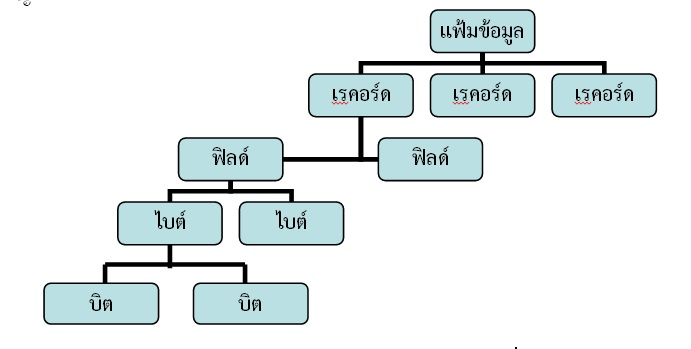 แฟ้มข้อมูล
เรคอร์ด เรคอร์ด เรคอร์ด
ฟิลด์ ฟิลด์
ไบต์ ไบต์
บิต บิต